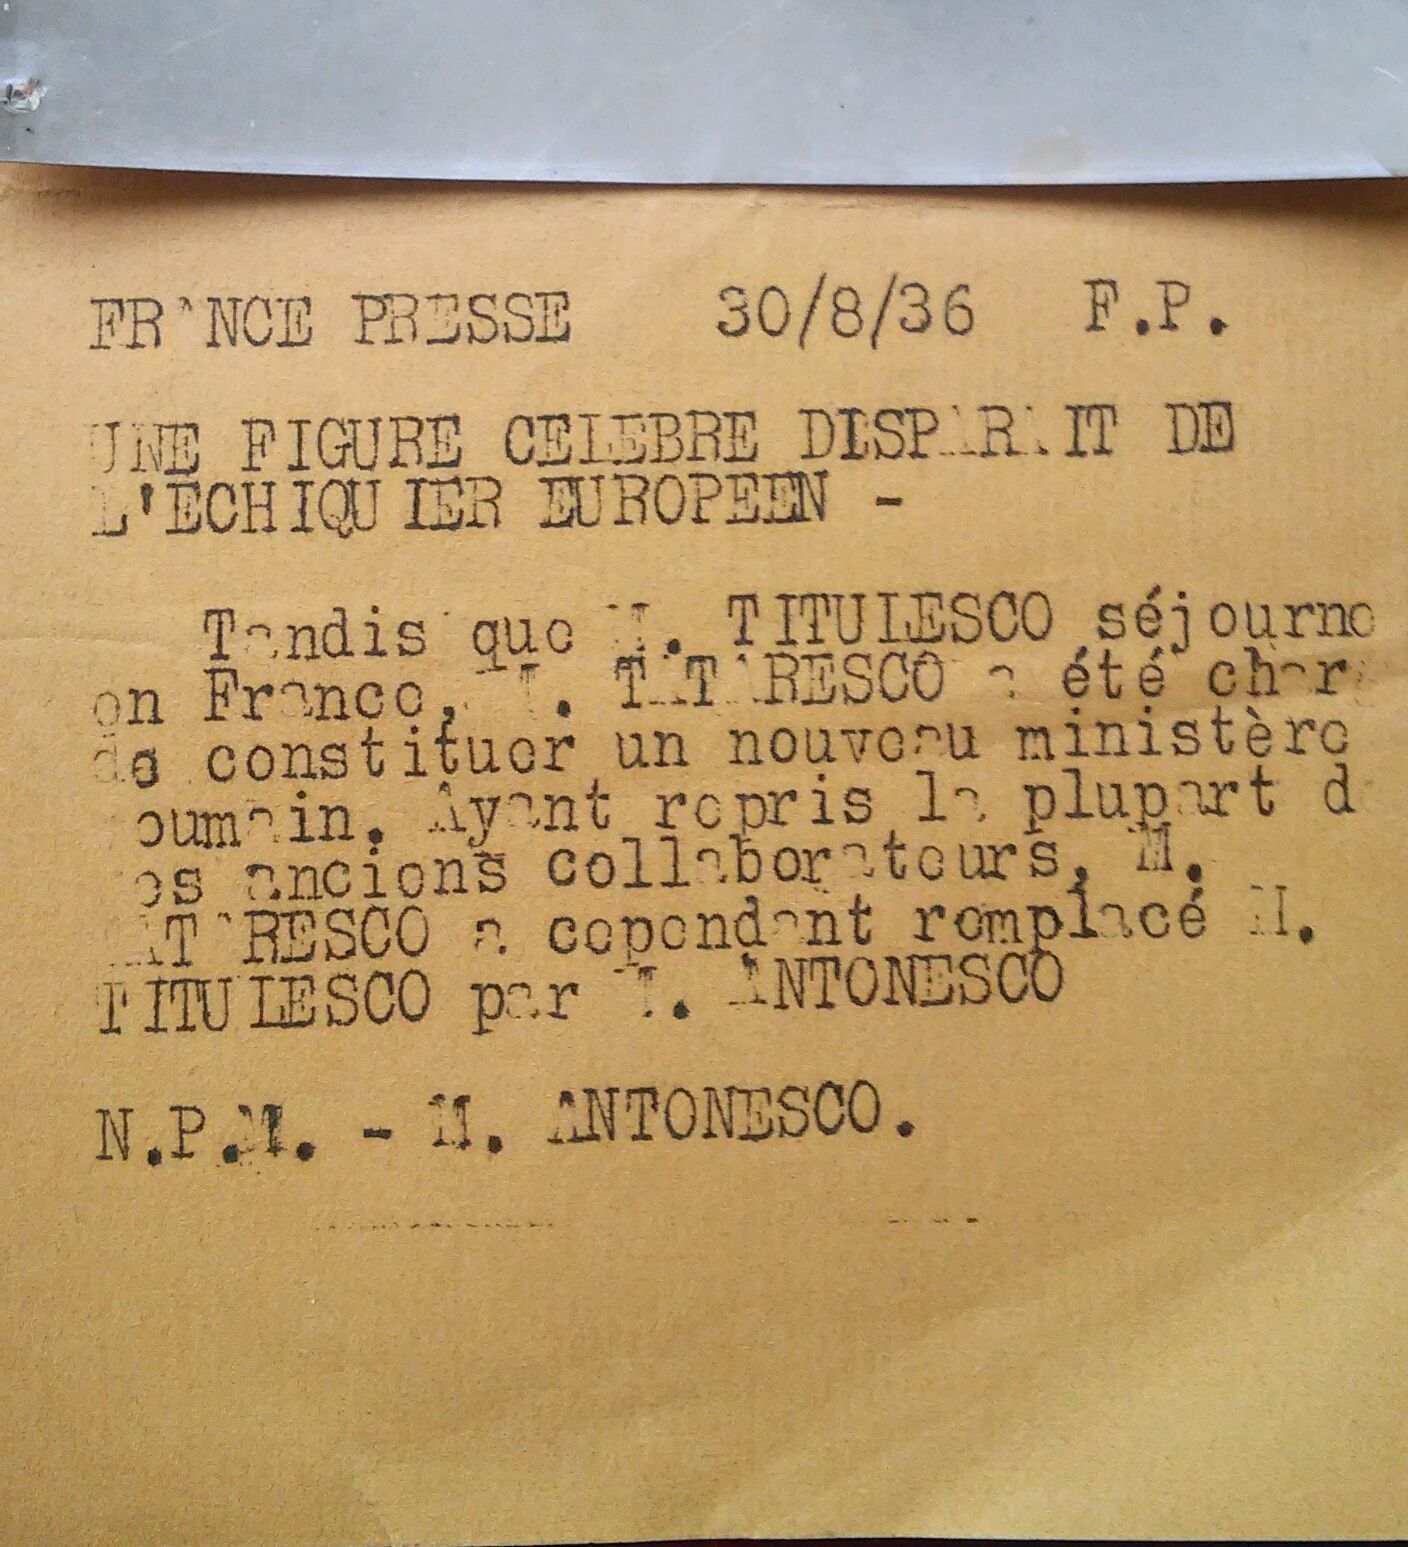 FRANCE PRESSE 30/8/36 F.P.
UNE FIGURE CELEBRE DISPARAIT DE
L'ECHIQUIER EUROPEEN -
Tandis que M. TITULESCO séjourne
en France, M. TATARESCO a été char
de constituer un nouveau ministère
roumain. Ayant repris la plupart de
ses anciens collaborateurs, M.
TATARESCO a cependant remplacé M.
TITULESCO par M. ANTONESCO
N.P.M. - M. ANTONESCO.